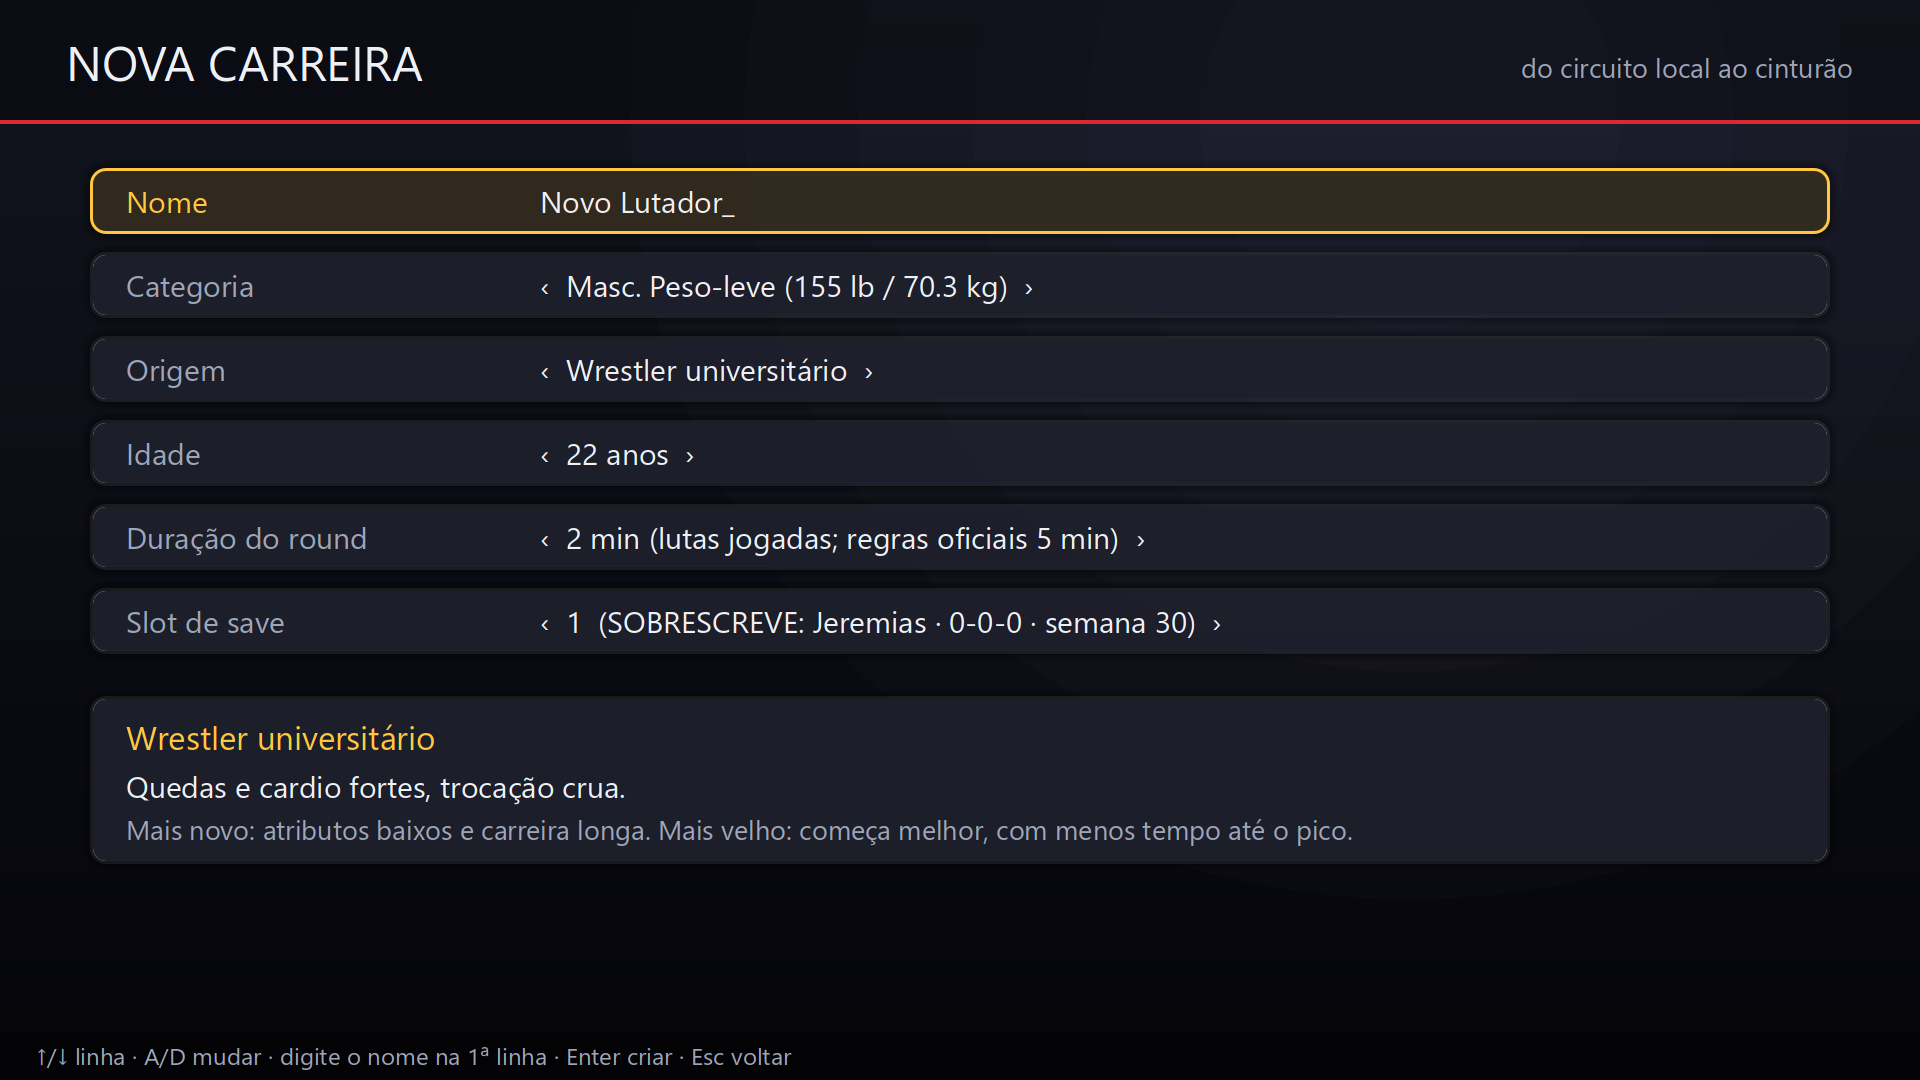 NOVA CARREIRA
do circuito local ao cinturão
Nome Novo Lutador_
Categoria ‹ Masc. Peso-leve (155 lb / 70.3 kg) ›
Origem ‹ Wrestler universitário ›
Idade ‹ 22 anos ›
Duração do round ‹ 2 min (lutas jogadas; regras oficiais 5 min) ›
Slot de save ‹ 1 (SOBRESCREVE: Jeremias · 0-0-0 · semana 30) ›
Wrestler universitário
Quedas e cardio fortes, trocação crua.
Mais novo: atributos baixos e carreira longa. Mais velho: começa melhor, com menos tempo até o pico.
↑/↓ linha · A/D mudar · digite o nome na 1ª linha · Enter criar · Esc voltar